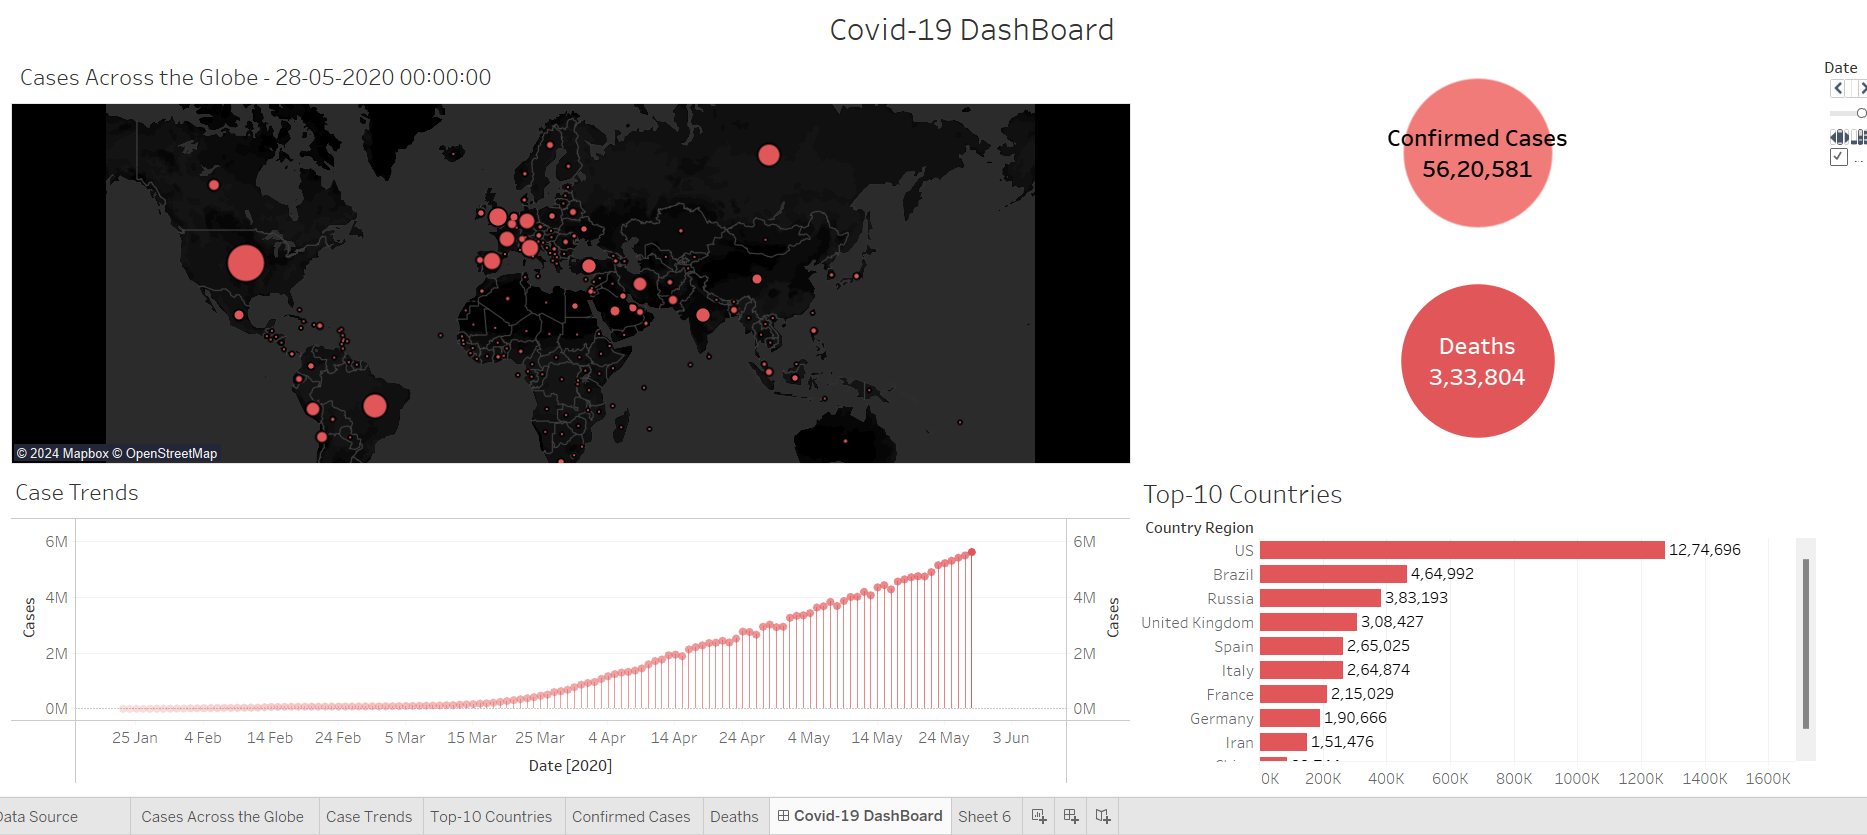 Covid-19 DashBoard
Cases Across the Globe - 28-05-2020 00:00:00
© 2024 Mapbox © OpenStreetMap
Confirmed Cases
56,20,581
Deaths
3,33,804
Date
Case Trends
Cases
6M
4M
2M
0M
6M
4M
2M
0M
Cases
25 Jan 4 Feb 14 Feb 24 Feb 5 Mar 15 Mar 25 Mar 4 Apr 14 Apr 24 Apr 4 May 14 May 24 May 3 Jun
Date [2020]
Top-10 Countries
Country Region
US 12,74,696
Brazil 4,64,992
Russia 3,83,193
United Kingdom 3,08,427
Spain 2,65,025
Italy 2,64,874
France 2,15,029
Germany 1,90,666
Iran 1,51,476
0K 200K 400K 600K 800K 1000K 1200K 1400K 1600K
Data Source Cases Across the Globe Case Trends Top-10 Countries Confirmed Cases Deaths Covid-19 DashBoard Sheet 6